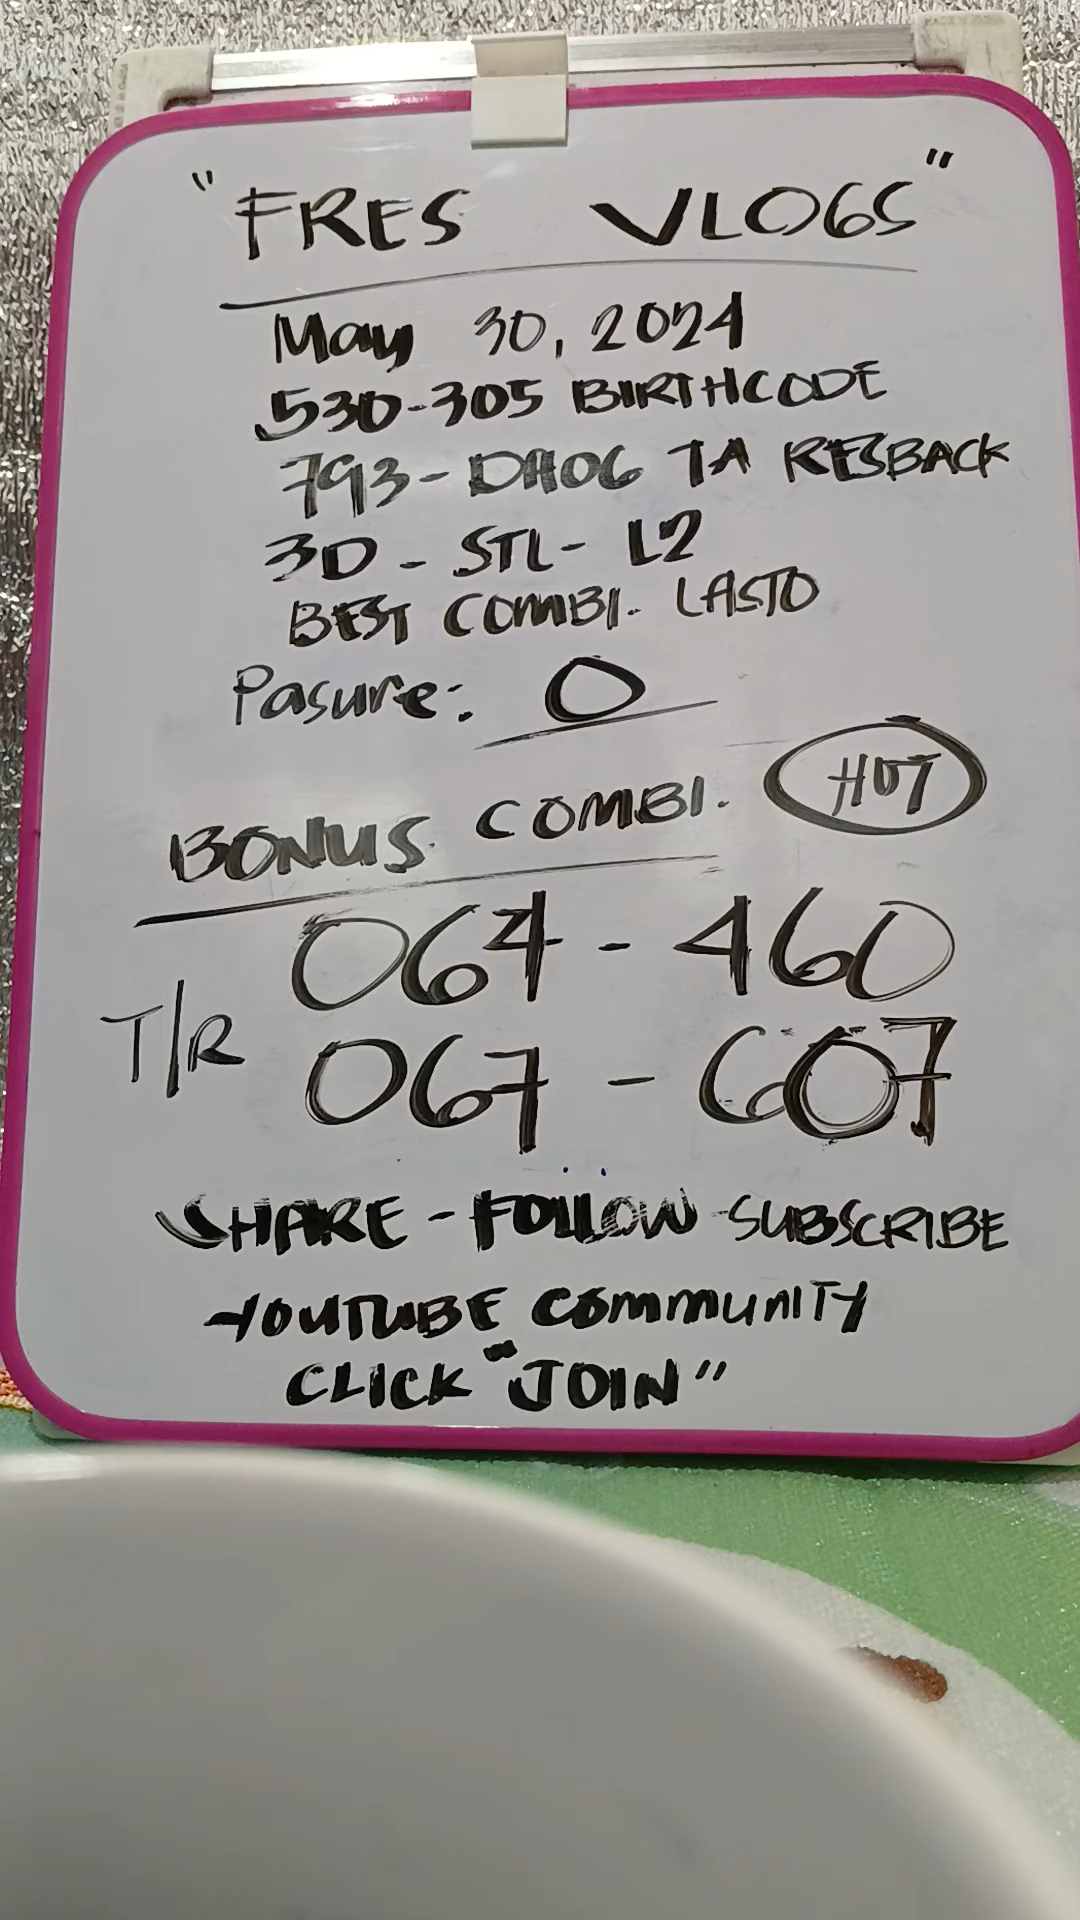 "FRES VLOGS"
May 30, 2024
530-305 BIRTHCODE
793-DAOG TA RESBACK
3D - STL - L2
BEST COMBI. LASTO
Pasure: 0
BONUS COMBI. HOT
064 - 460
T/R
067 - 607
SHARE - FOLLOW SUBSCRIBE
YOUTUBE COMMUNITY
CLICK "JOIN"